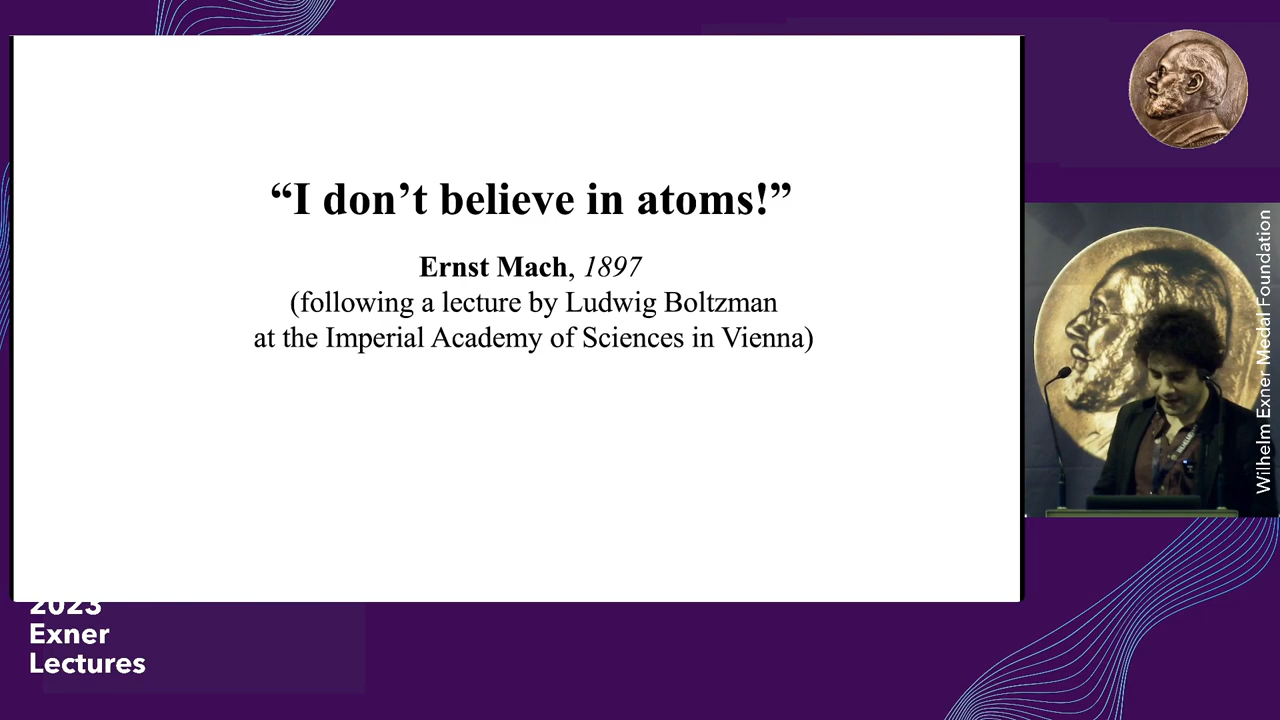 “I don’t believe in atoms!”
Ernst Mach, 1897
(following a lecture by Ludwig Boltzman
at the Imperial Academy of Sciences in Vienna)
Wilhelm Exner Medal Foundation
2023
Exner
Lectures